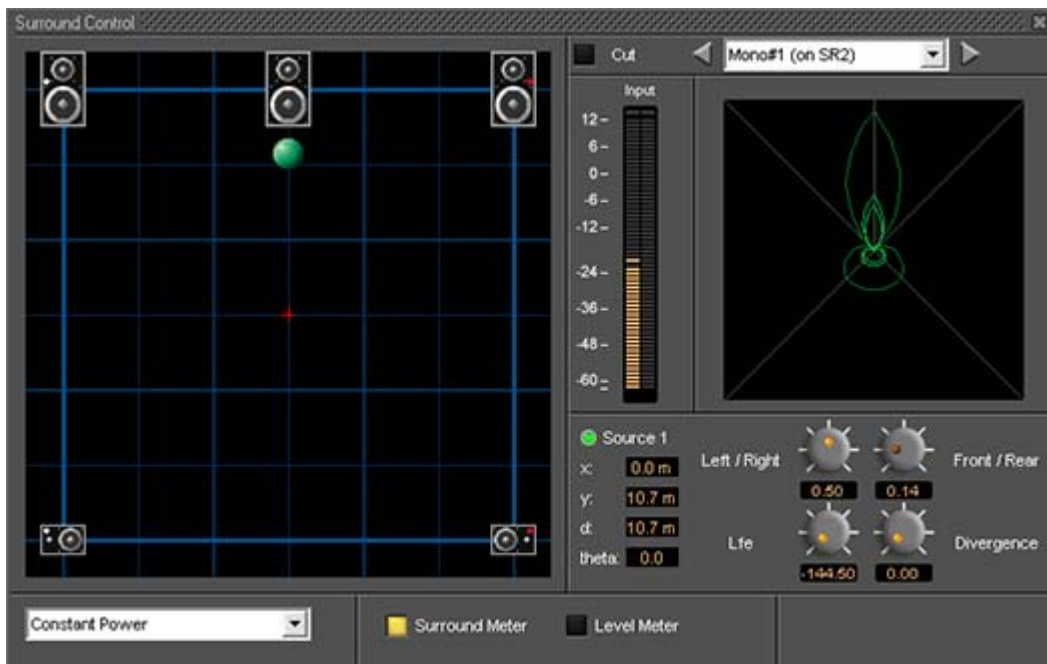 Surround Control
Cut
Mono#1 (on SR2)
Input
12
6
0
-6
-12
-24
-36
-48
-60
Source 1
x: 0.0 m
y: 10.7 m
d: 10.7 m
theta: 0.0
Left / Right
0.50
0.14
Front / Rear
Lfe
-144.50
0.00
Divergence
Constant Power
Surround Meter
Level Meter